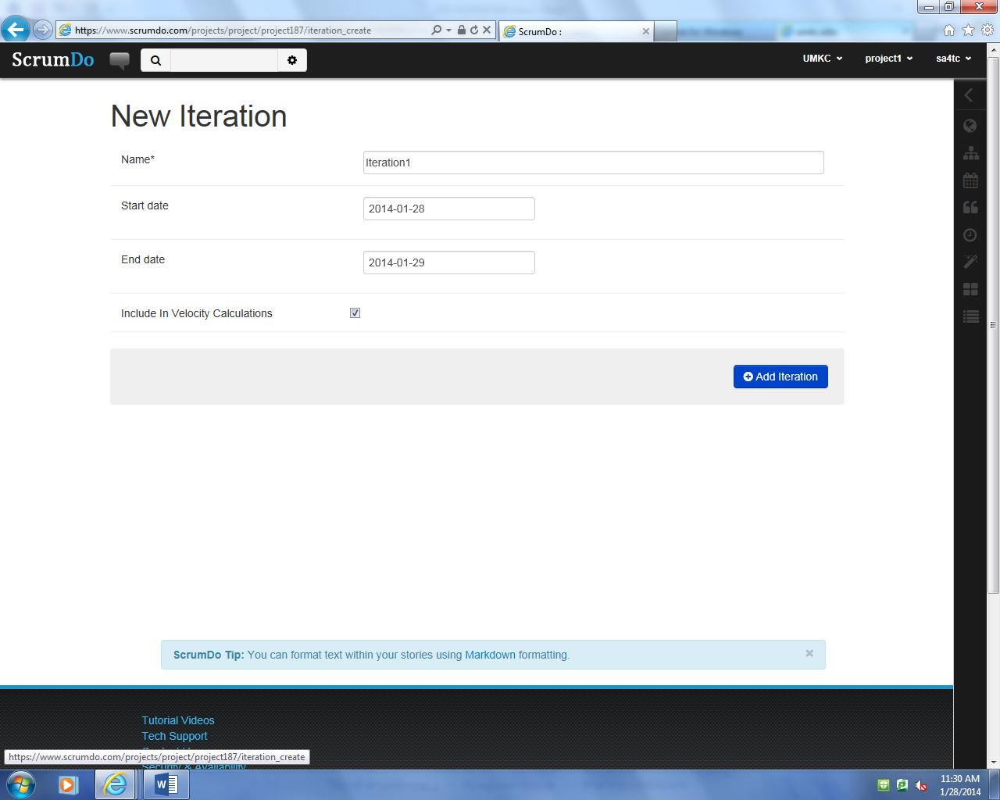 https://www.scrumdo.com/projects/project/project187/iteration_create
ScrumDo :
ScrumDo
UMKC
project1
sa4tc
New Iteration
Name*
Iteration1
Start date
2014-01-28
End date
2014-01-29
Include In Velocity Calculations
Add Iteration
ScrumDo Tip: You can format text within your stories using Markdown formatting.
Tutorial Videos
Tech Support
https://www.scrumdo.com/projects/project/project187/iteration_create
Security & Availability
11:30 AM
1/28/2014